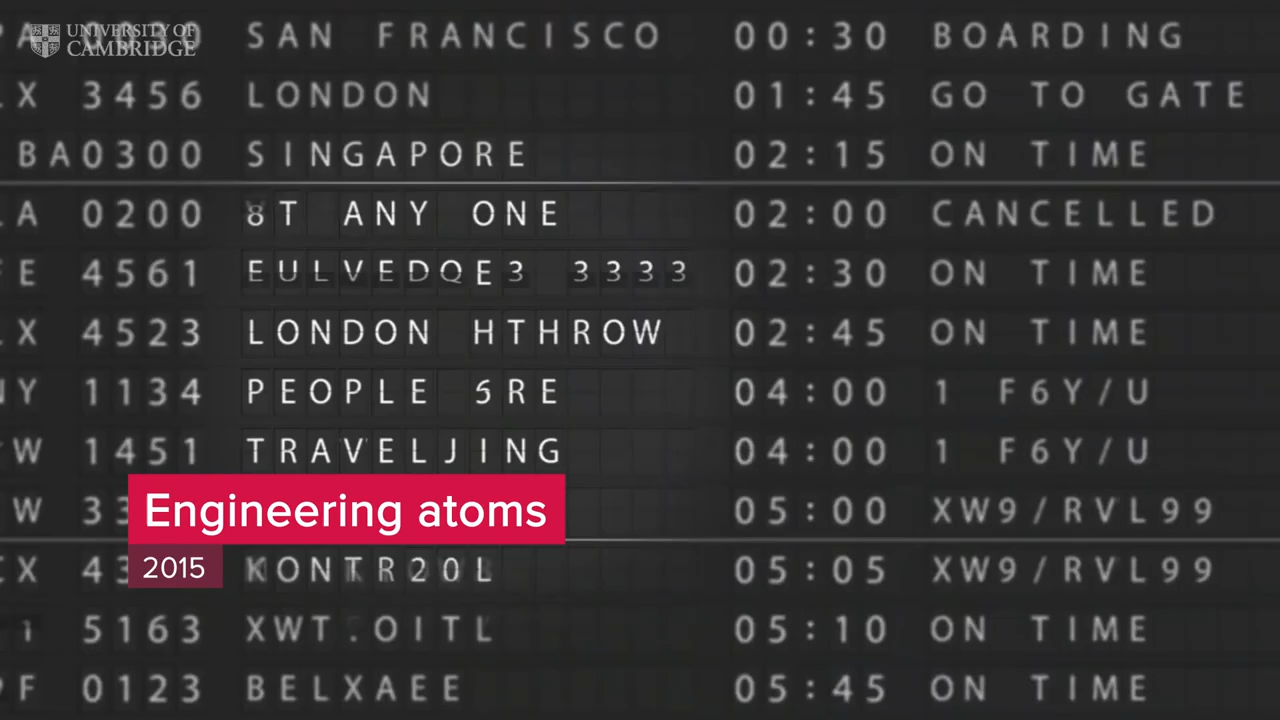 UNIVERSITY OF
CAMBRIDGE
SAN FRANCISCO 00:30 BOARDING
X 3456 LONDON 01:45 GO TO GATE
BA0300 SINGAPORE 02:15 ON TIME
A 0200 8T ANY ONE 02:00 CANCELLED
E 4561 EULVEDQE3 3333 02:30 ON TIME
X 4523 LONDON HTHROW 02:45 ON TIME
Y 1134 PEOPLE 5RE 04:00 1 F6Y/U
W 1451 TRAVELJING 04:00 1 F6Y/U
W 33 05:00 XW9/RVL99
Engineering atoms
2015
X 43 KONTR20L 05:05 XW9/RVL99
1 5163 XWT.OITL 05:10 ON TIME
F 0123 BELXAEE 05:45 ON TIME